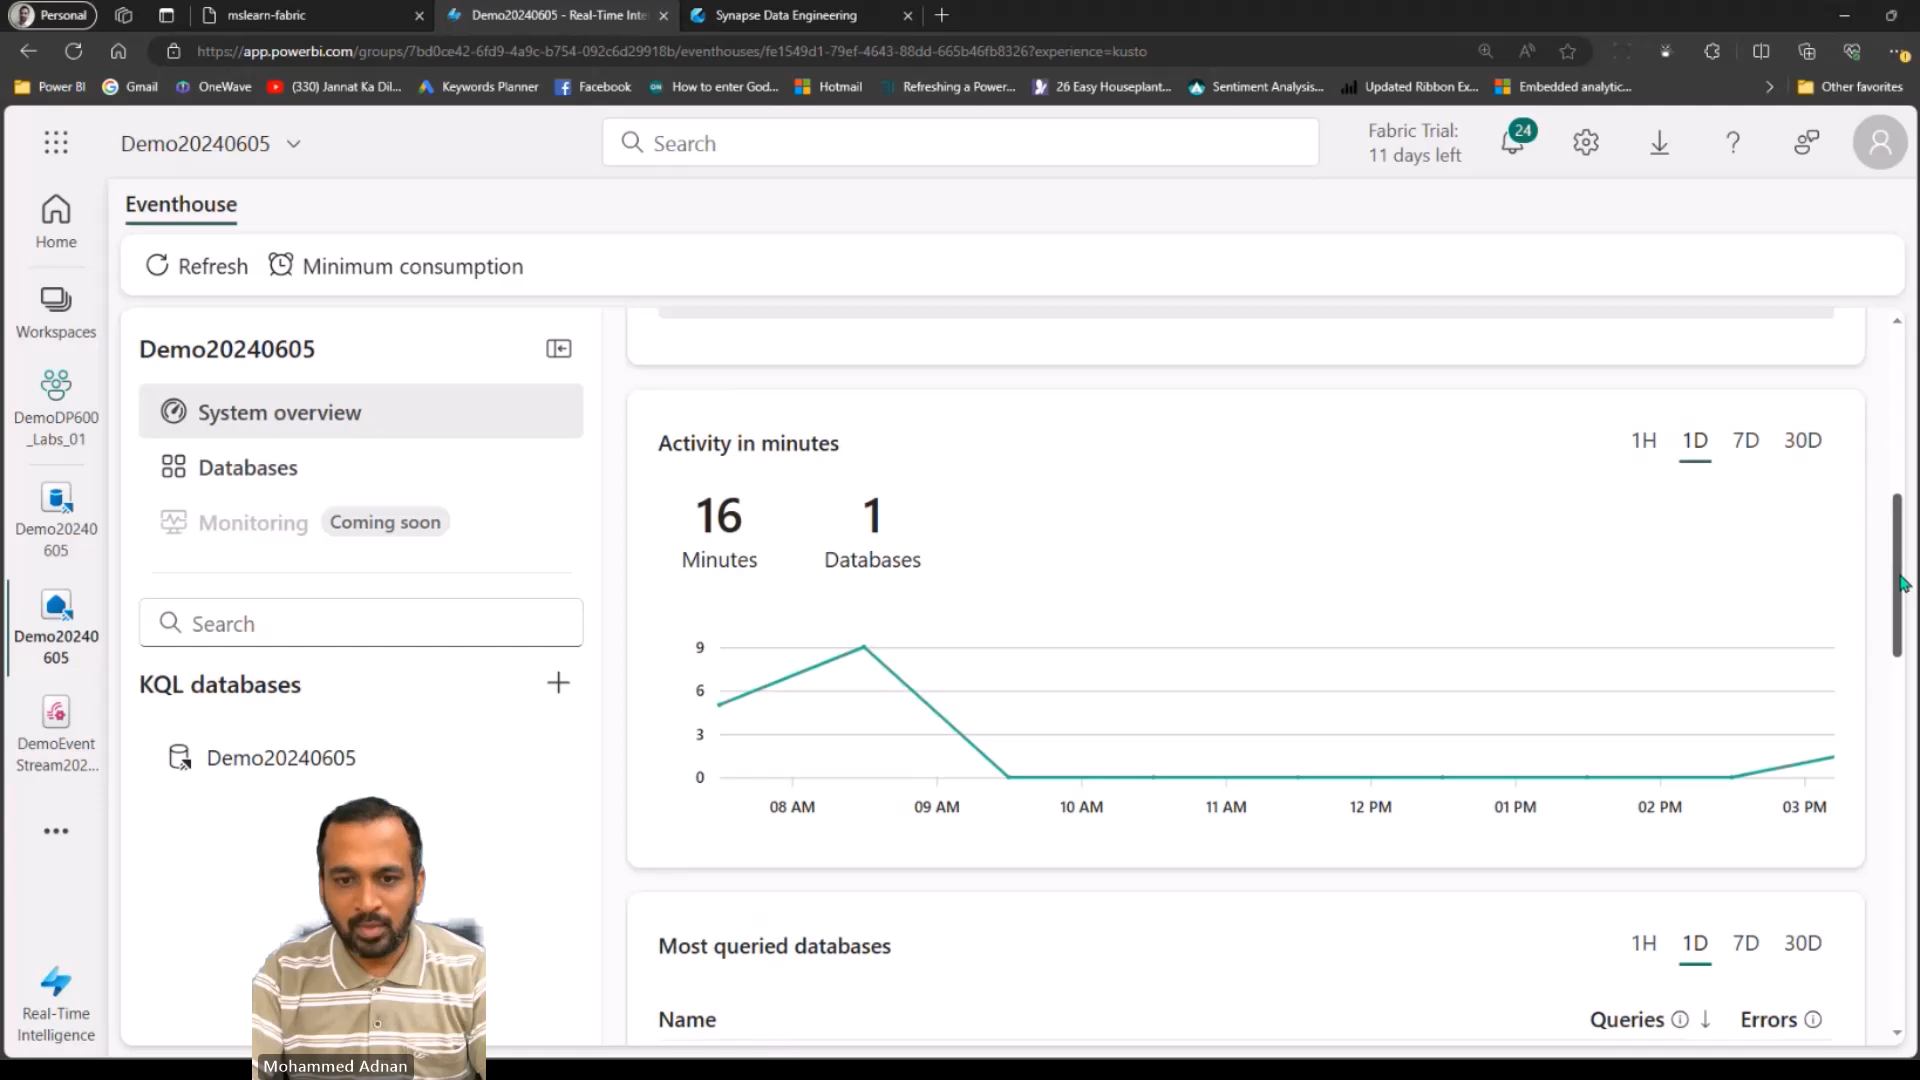 Personal
mslearn-fabric
Demo20240605 - Real-Time Inte
Synapse Data Engineering
https://app.powerbi.com/groups/7bd0ce42-6fd9-4a9c-b754-092c6d29918b/eventhouses/fe1549d1-79ef-4643-88dd-665b46fb8326?experience=kusto
Power BI
Gmail
OneWave
(330) Jannat Ka Dil...
Keywords Planner
Facebook
How to enter God...
Hotmail
Refreshing a Power...
26 Easy Houseplant...
Sentiment Analysis...
Updated Ribbon Ex...
Embedded analytic...
Other favorites
Demo20240605
Search
Fabric Trial:
11 days left
24
Home
Workspaces
DemoDP600
_Labs_01
Demo20240
605
Demo20240
605
DemoEvent
Stream202...
Real-Time
Intelligence
Eventhouse
Refresh
Minimum consumption
Demo20240605
System overview
Databases
Monitoring
Coming soon
Search
KQL databases
Demo20240605
Activity in minutes
1H 1D 7D 30D
16
Minutes
1
Databases
9
6
3
0
08 AM 09 AM 10 AM 11 AM 12 PM 01 PM 02 PM 03 PM
Most queried databases
1H 1D 7D 30D
Name
Queries
Errors
Mohammed Adnan